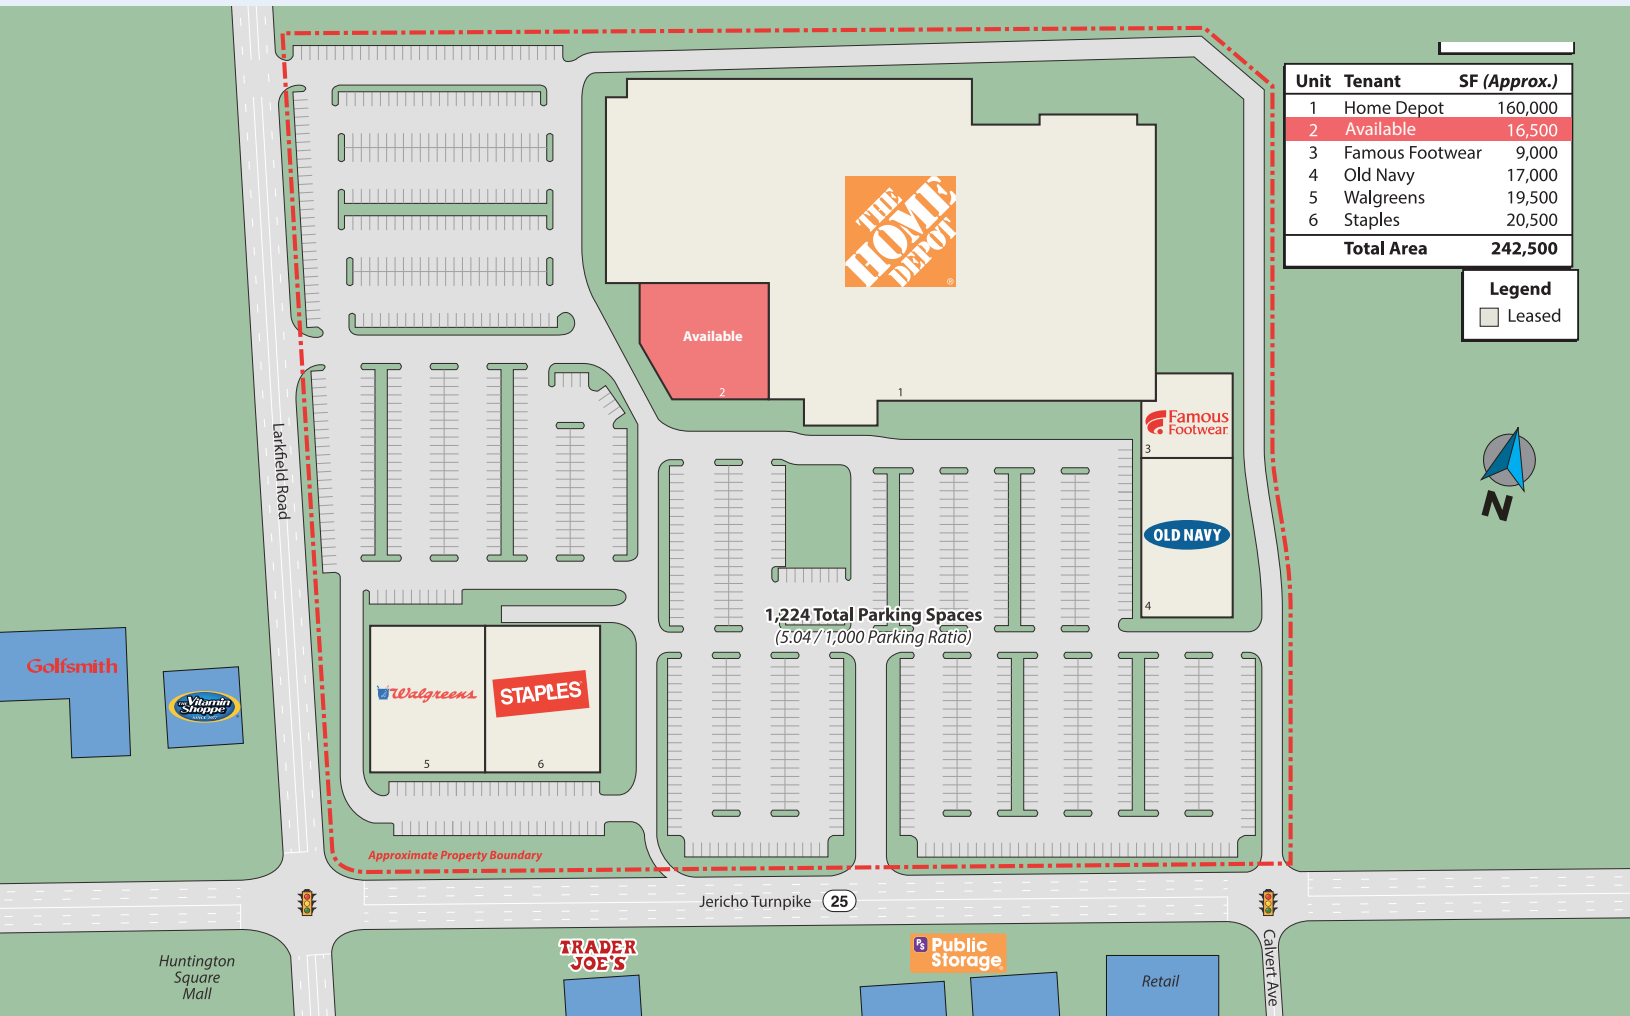 Unit Tenant SF (Approx.)
1 Home Depot 160,000
2 Available 16,500
3 Famous Footwear 9,000
4 Old Navy 17,000
5 Walgreens 19,500
6 Staples 20,500
Total Area 242,500
Legend
Leased
THE
HOME
DEPOT
®
Available
2
1
Famous
Footwear
3
OLD NAVY
4
N
Larkfield Road
1,224 Total Parking Spaces
(5.04 / 1,000 Parking Ratio)
Golfsmith
THE
Vitamin
Shoppe
SINCE 1977
Walgreens
STAPLES
5
6
Approximate Property Boundary
Jericho Turnpike 25
Calvert Ave
Huntington
Square
Mall
TRADER
JOE'S
PS Public
Storage
Retail